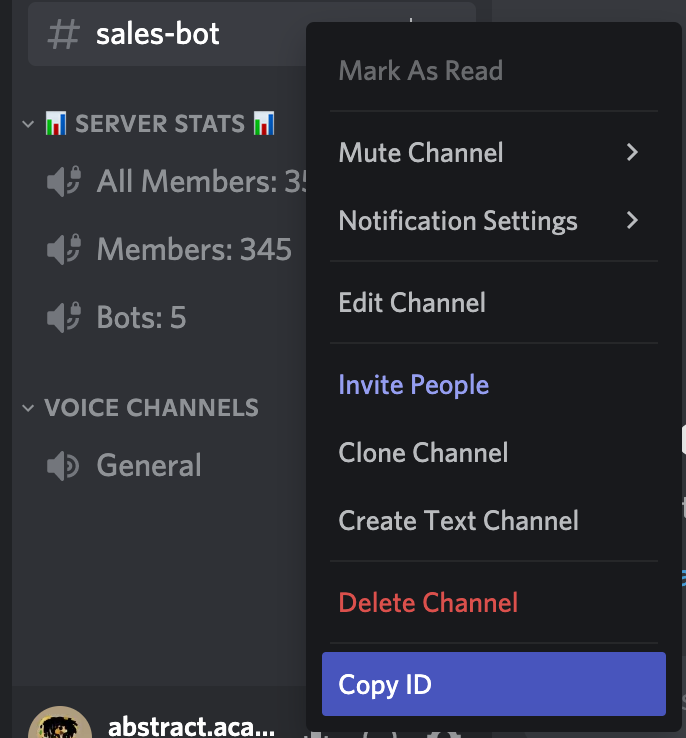 sales-bot
SERVER STATS
All Members: 35
Members: 345
Bots: 5
VOICE CHANNELS
General
abstract.aca...
Mark As Read
Mute Channel
Notification Settings
Edit Channel
Invite People
Clone Channel
Create Text Channel
Delete Channel
Copy ID